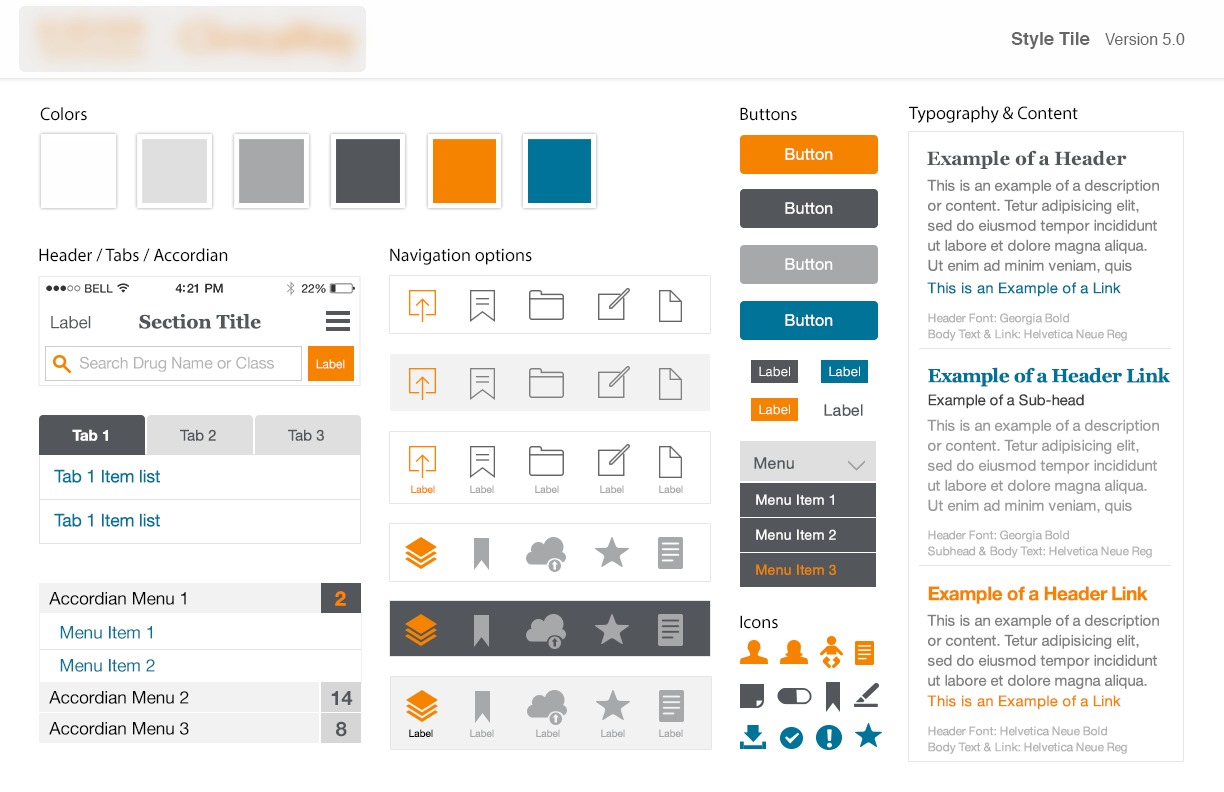 Style Tile Version 5.0
Colors
Header / Tabs / Accordian
BELL 4:21 PM 22%
Label Section Title
Search Drug Name or Class Label
Tab 1 Tab 2 Tab 3
Tab 1 Item list
Tab 1 Item list
Accordian Menu 1 2
Menu Item 1
Menu Item 2
Accordian Menu 2 14
Accordian Menu 3 8
Navigation options
Label Label Label Label Label
Label Label Label Label Label
Buttons
Button
Button
Button
Button
Label Label
Label Label
Menu
Menu Item 1
Menu Item 2
Menu Item 3
Icons
Typography & Content
Example of a Header
This is an example of a description
or content. Tetur adipisicing elit,
sed do eiusmod tempor incididunt
ut labore et dolore magna aliqua.
Ut enim ad minim veniam, quis
This is an Example of a Link
Header Font: Georgia Bold
Body Text & Link: Helvetica Neue Reg
Example of a Header Link
Example of a Sub-head
This is an example of a description
or content. Tetur adipisicing elit,
sed do eiusmod tempor incididunt
ut labore et dolore magna aliqua.
Ut enim ad minim veniam, quis
Header Font: Georgia Bold
Subhead & Body Text: Helvetica Neue Reg
Example of a Header Link
This is an example of a description
or content. Tetur adipisicing elit,
sed do eiusmod tempor incididunt
ut labore et dolore magna aliqua.
This is an Example of a Link
Header Font: Helvetica Neue Bold
Body Text & Link: Helvetica Neue Reg